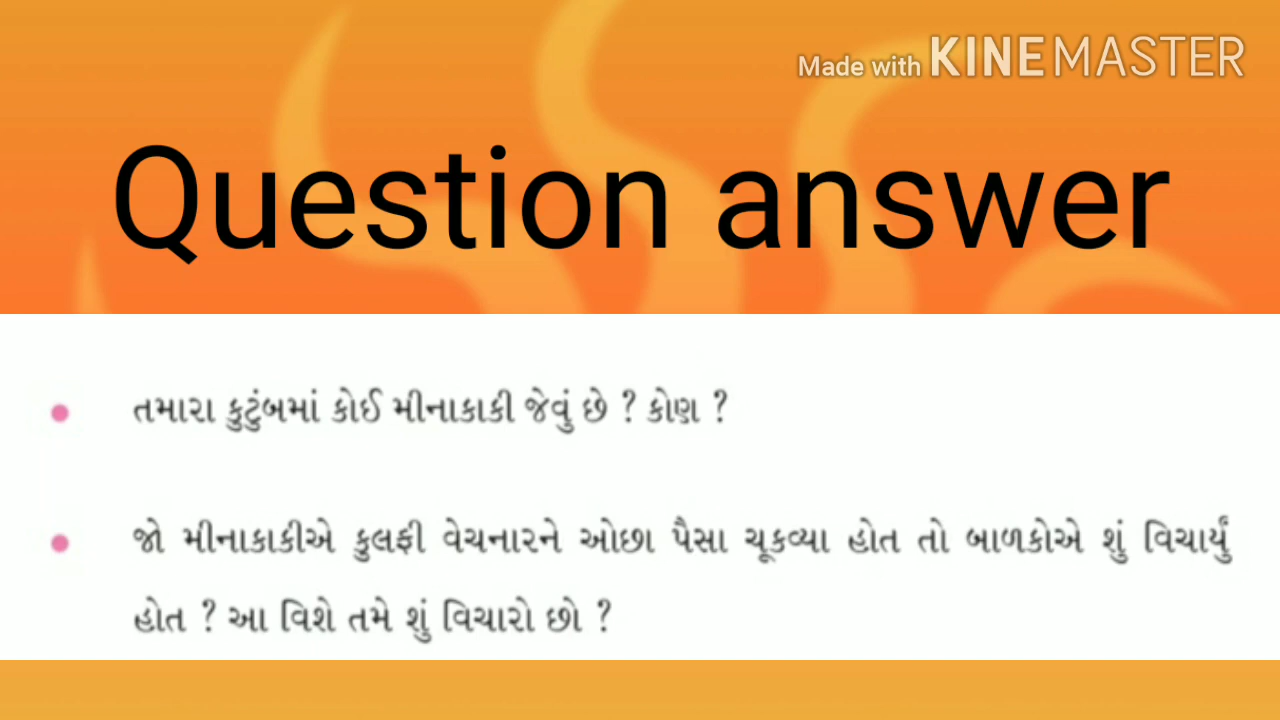 Made with KINEMASTER
Question answer
તમારા કુટુંબમાં કોઈ મીનાકાકી જેવું છે ? કોણ ?
જો મીનાકાકીએ કુલફી વેચનારને ઓછા પૈસા ચૂકવ્યા હોત તો બાળકોએ શું વિચાર્યું
હોત ? આ વિશે તમે શું વિચારો છો ?